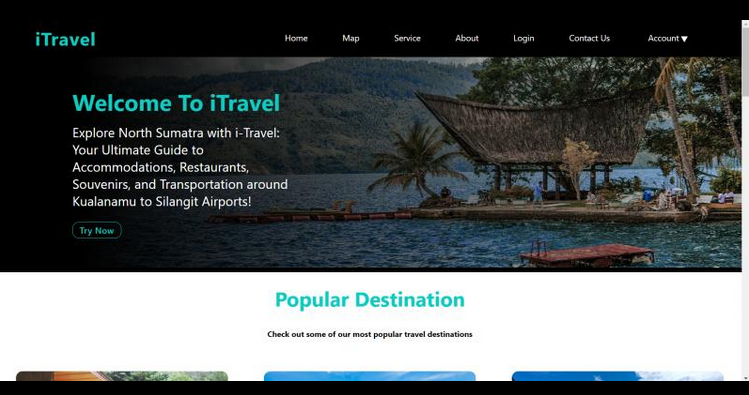 iTravel
Home Map Service About Login Contact Us Account ▼
Welcome To iTravel
Explore North Sumatra with i-Travel:
Your Ultimate Guide to
Accommodations, Restaurants,
Souvenirs, and Transportation around
Kualanamu to Silangit Airports!
Try Now
Popular Destination
Check out some of our most popular travel destinations